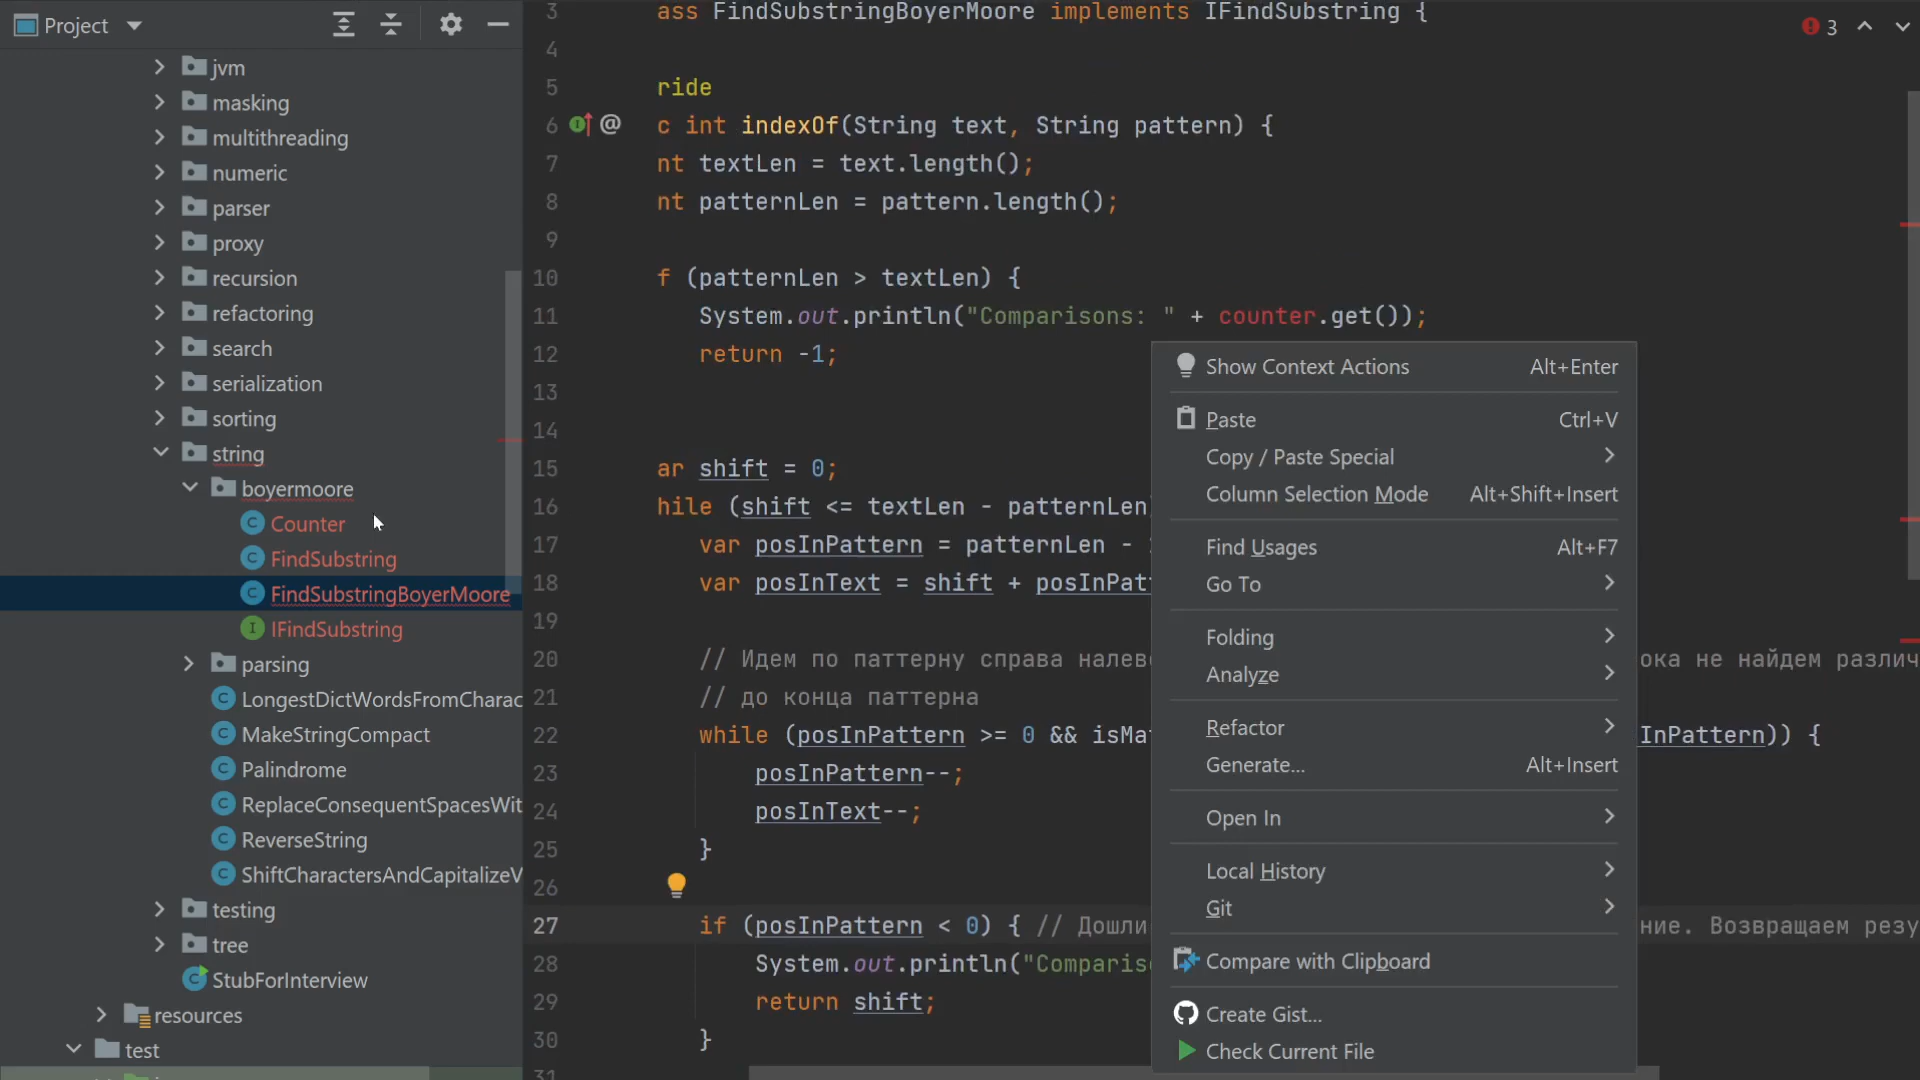 Project
jvm
masking
multithreading
numeric
parser
proxy
recursion
refactoring
search
serialization
sorting
string
boyermoore
Counter
FindSubstring
FindSubstringBoyerMoore
IFindSubstring
parsing
LongestDictWordsFromCharac
MakeStringCompact
Palindrome
ReplaceConsequentSpacesWit
ReverseString
ShiftCharactersAndCapitalizeV
testing
tree
StubForInterview
resources
test
3
3 ass FindSubstringBoyerMoore implements IFindSubstring {
4
5 ride
6 @ c int indexOf(String text, String pattern) {
7 nt textLen = text.length();
8 nt patternLen = pattern.length();
9
10 f (patternLen > textLen) {
11 System.out.println("Comparisons: " + counter.get());
12 return -1;
13
14
15 ar shift = 0;
16 hile (shift <= textLen - patternLen
17 var posInPattern = patternLen -
18 var posInText = shift + posInPat
19
20 // Идем по паттерну справа налев ока не найдем различ
21 // до конца паттерна
22 while (posInPattern >= 0 && isMa InPattern)) {
23 posInPattern--;
24 posInText--;
25 }
26
27 if (posInPattern < 0) { // Дошли ние. Возвращаем резу
28 System.out.println("Comparis
29 return shift;
30 }
31
Show Context Actions Alt+Enter
Paste Ctrl+V
Copy / Paste Special
Column Selection Mode Alt+Shift+Insert
Find Usages Alt+F7
Go To
Folding
Analyze
Refactor
Generate... Alt+Insert
Open In
Local History
Git
Compare with Clipboard
Create Gist...
Check Current File